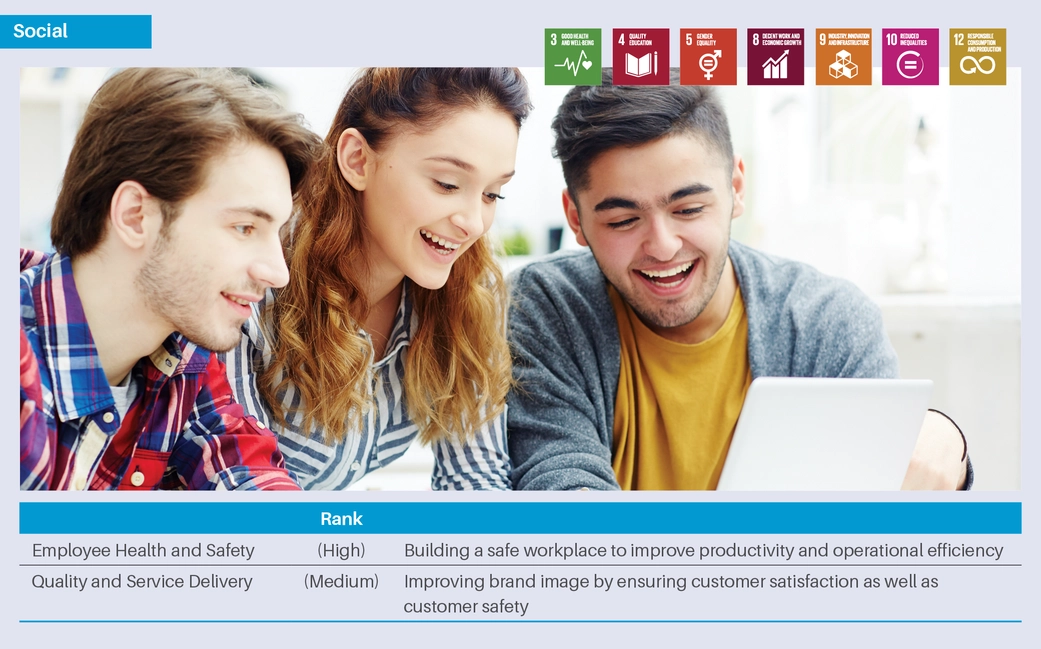 Social
3 GOOD HEALTH
AND WELL-BEING
4 QUALITY
EDUCATION
5 GENDER
EQUALITY
8 DECENT WORK AND
ECONOMIC GROWTH
9 INDUSTRY, INNOVATION
AND INFRASTRUCTURE
10 REDUCED
INEQUALITIES
12 RESPONSIBLE
CONSUMPTION
AND PRODUCTION
Rank
Employee Health and Safety (High) Building a safe workplace to improve productivity and operational efficiency
Quality and Service Delivery (Medium) Improving brand image by ensuring customer satisfaction as well as
customer safety